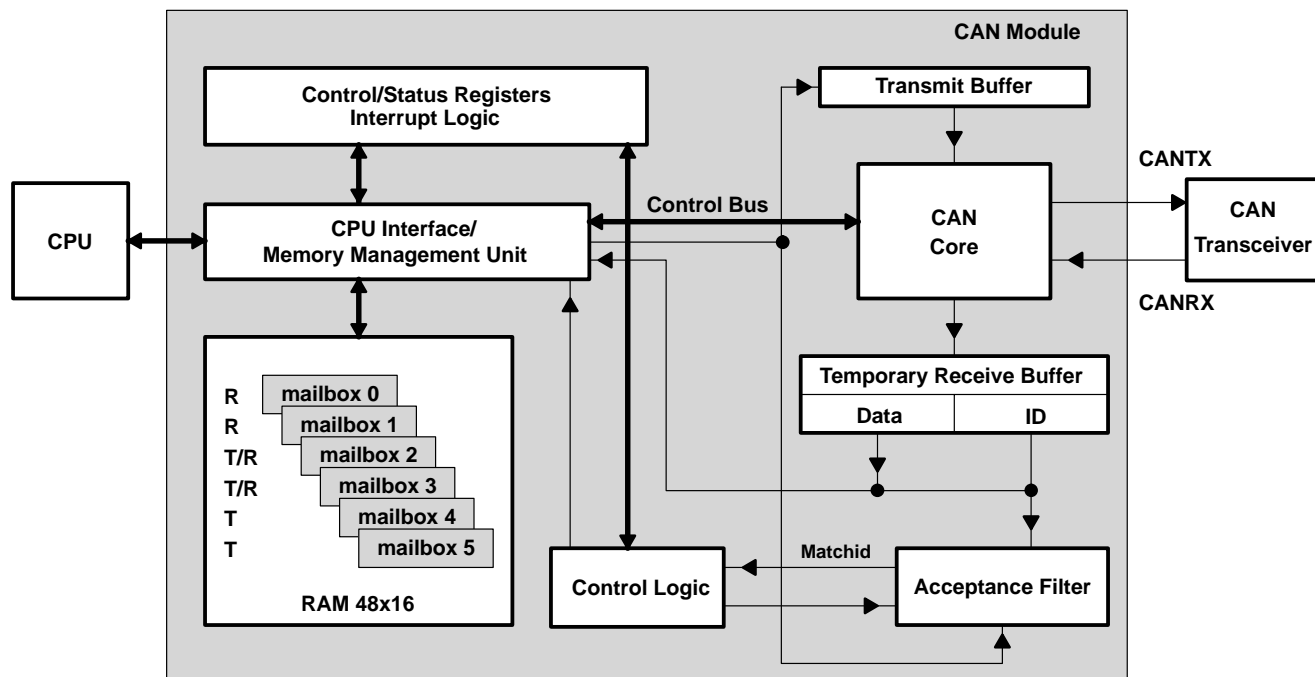 CAN Module
Control/Status Registers
Interrupt Logic
Transmit Buffer
CANTX
CPU
CPU Interface/
Memory Management Unit
Control Bus
CAN
Core
CAN
Transceiver
CANRX
Temporary Receive Buffer
Data
ID
R mailbox 0
R mailbox 1
T/R mailbox 2
T/R mailbox 3
T mailbox 4
T mailbox 5
RAM 48x16
Control Logic
Matchid
Acceptance Filter